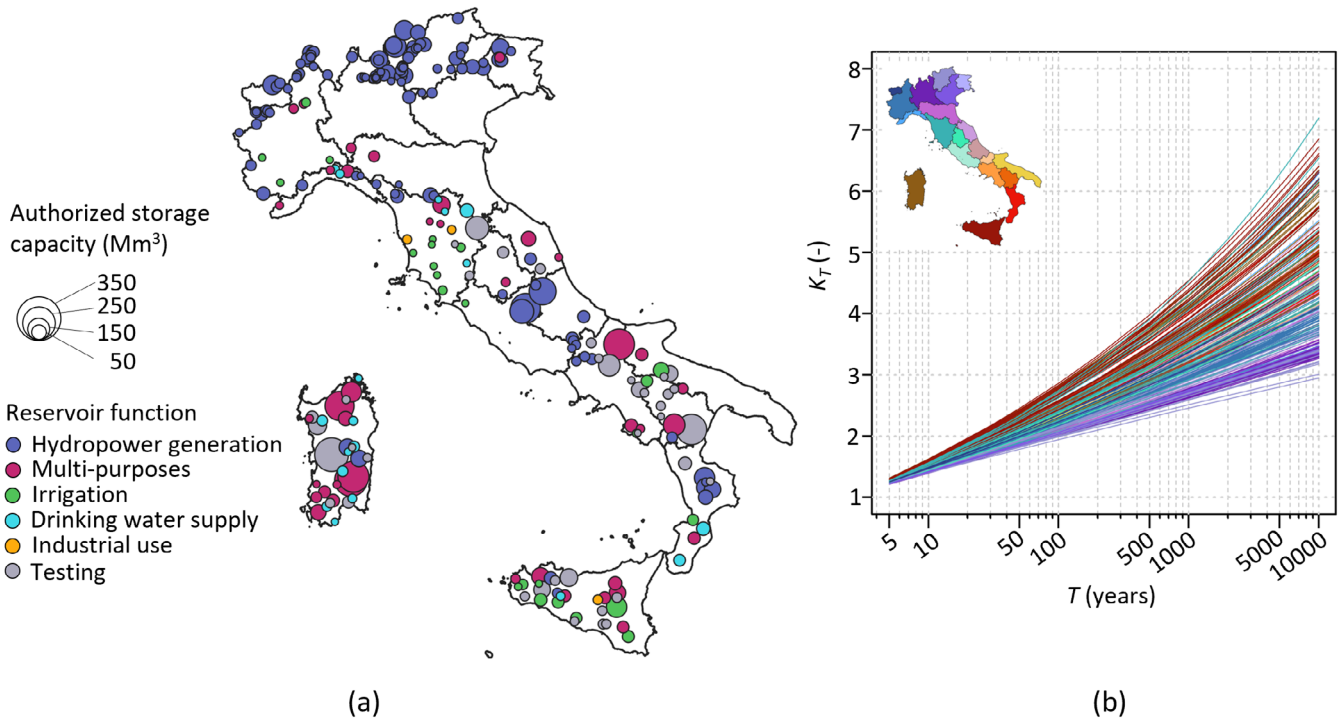 Authorized storage
capacity (Mm³)
350
250
150
50
Reservoir function
Hydropower generation
Multi-purposes
Irrigation
Drinking water supply
Industrial use
Testing
(a)
8
7
6
5
4
3
2
1
K_T (-)
5
10
50
100
500
1000
5000
10000
T (years)
(b)